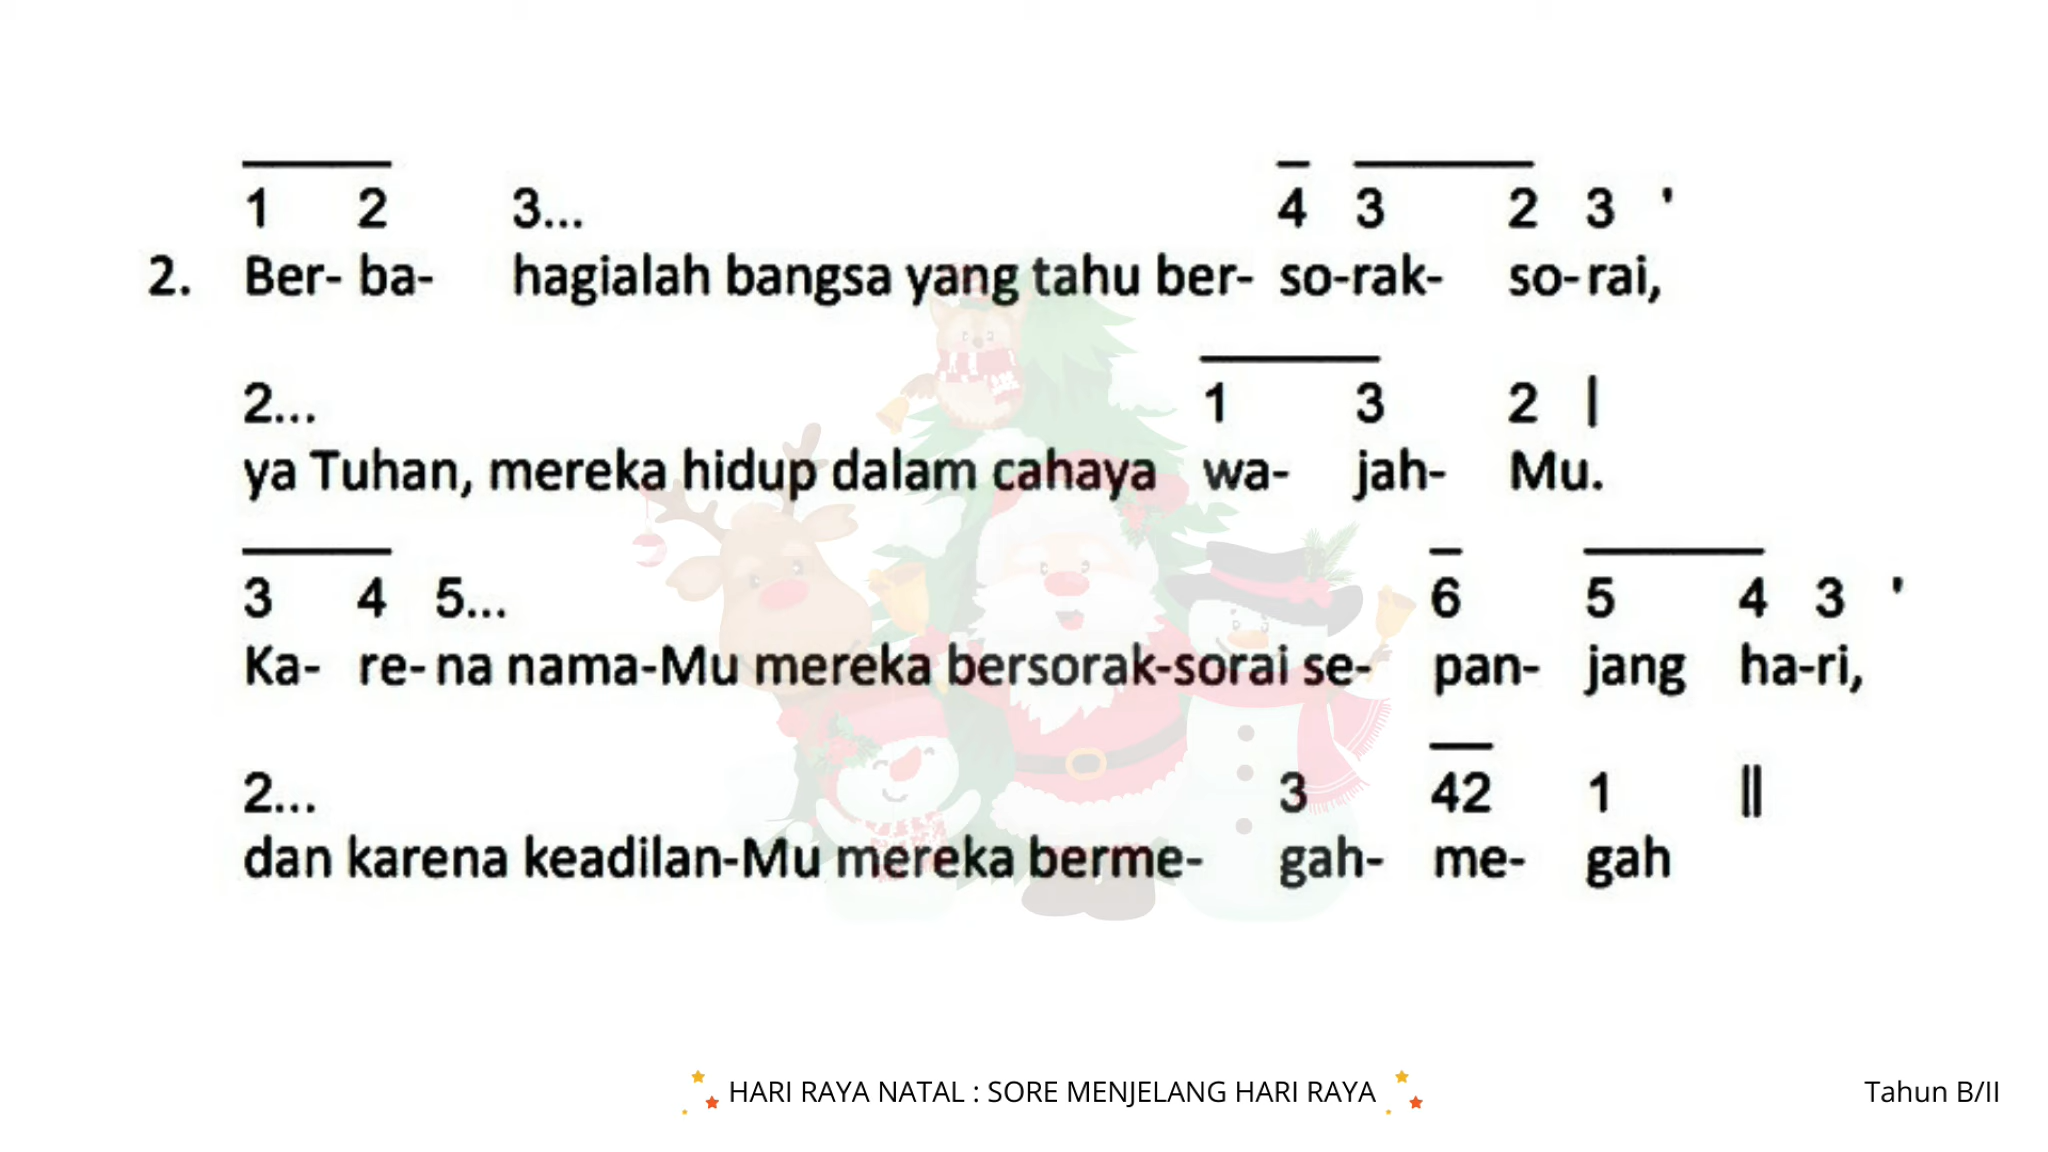 1 2 3... 4 3 2 3 '
2. Ber- ba- hagialah bangsa yang tahu ber- so-rak- so-rai,
2... 1 3 2 |
ya Tuhan, mereka hidup dalam cahaya wa- jah- Mu.
3 4 5... 6 5 4 3 '
Ka- re-na nama-Mu mereka bersorak-sorai se- pan- jang ha-ri,
2... 3 42 1 ||
dan karena keadilan-Mu mereka berme- gah- me- gah
HARI RAYA NATAL : SORE MENJELANG HARI RAYA
Tahun B/II